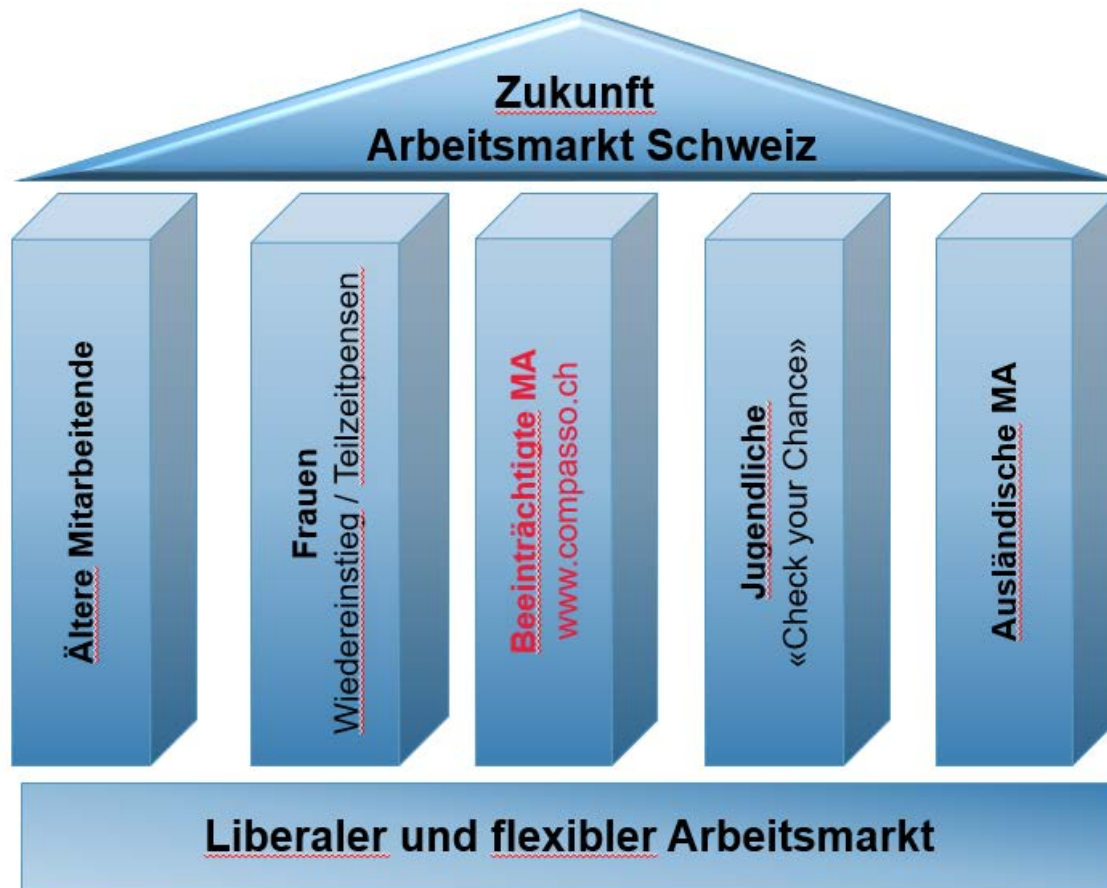 Zukunft
Arbeitsmarkt Schweiz
Ältere Mitarbeitende
Frauen
Wiedereinstieg / Teilzeitpensen
Beeinträchtigte MA
www.compasso.ch
Jugendliche
«Check your Chance»
Ausländische MA
Liberaler und flexibler Arbeitsmarkt